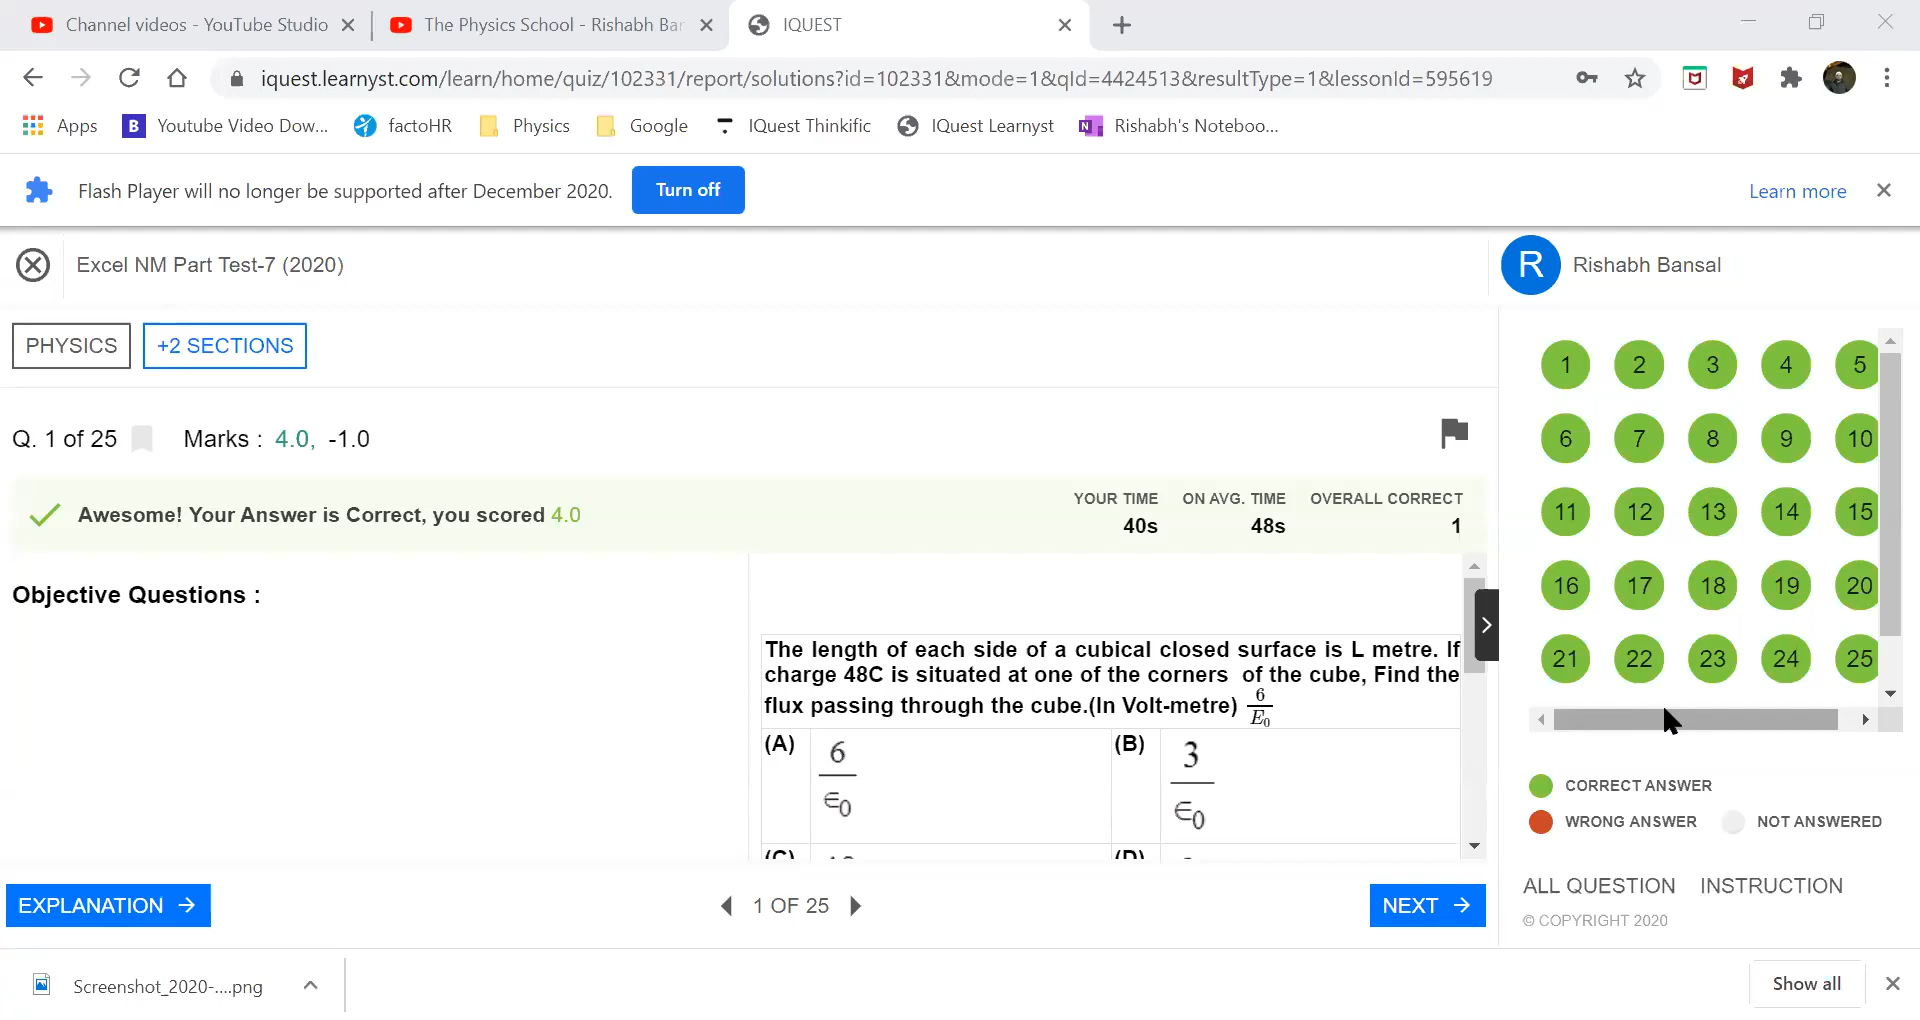 Channel videos - YouTube Studio
The Physics School - Rishabh Bar
IQUEST
iquest.learnyst.com/learn/home/quiz/102331/report/solutions?id=102331&mode=1&qId=4424513&resultType=1&lessonId=595619
Apps
B Youtube Video Dow...
factoHR
Physics
Google
IQuest Thinkific
IQuest Learnyst
N Rishabh's Noteboo...
Flash Player will no longer be supported after December 2020.
Turn off
Learn more
Excel NM Part Test-7 (2020)
R Rishabh Bansal
PHYSICS
+2 SECTIONS
Q. 1 of 25
Marks : 4.0, -1.0
Awesome! Your Answer is Correct, you scored 4.0
YOUR TIME ON AVG. TIME OVERALL CORRECT
40s 48s 1
Objective Questions :
The length of each side of a cubical closed surface is L metre. If
charge 48C is situated at one of the corners of the cube, Find the
flux passing through the cube.(In Volt-metre) 6/E₀
(A) 6/∈₀ (B) 3/∈₀
(C) (D)
1 2 3 4 5
6 7 8 9 10
11 12 13 14 15
16 17 18 19 20
21 22 23 24 25
CORRECT ANSWER
WRONG ANSWER NOT ANSWERED
EXPLANATION →
1 OF 25
NEXT →
ALL QUESTION INSTRUCTION
© COPYRIGHT 2020
Screenshot_2020-....png
Show all